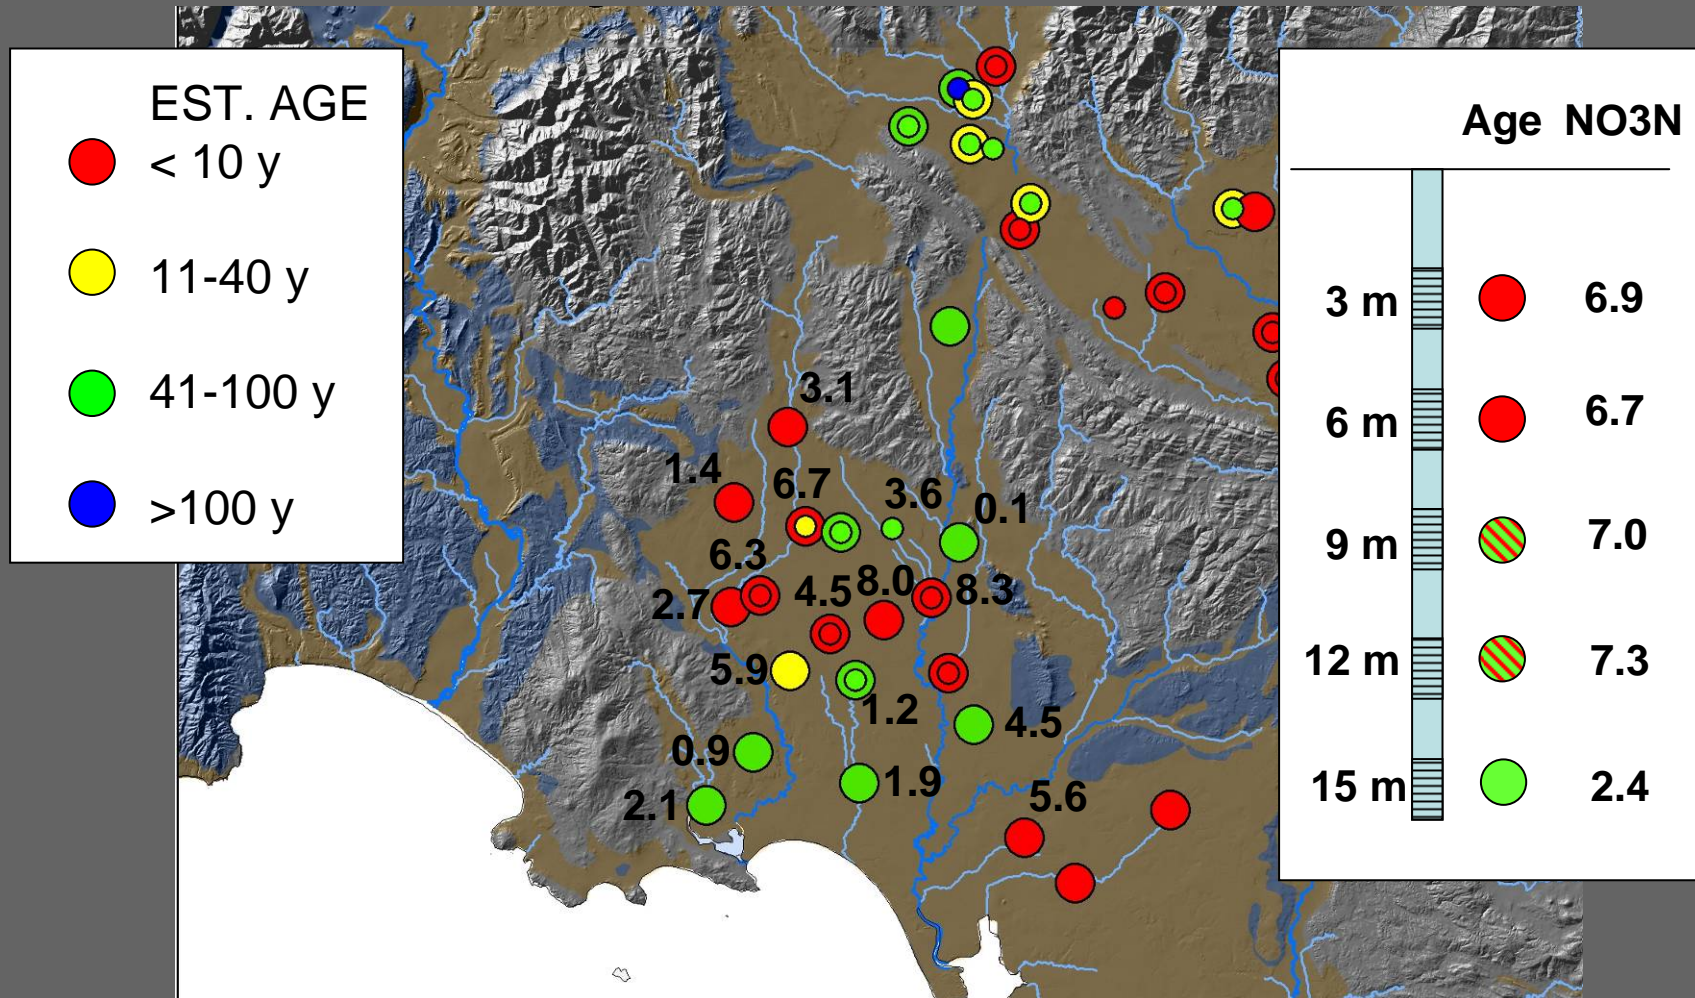 EST. AGE
< 10 y
11-40 y
41-100 y
>100 y
3.1
1.4
6.7
3.6
0.1
6.3
2.7
4.5
8.0
8.3
5.9
1.2
4.5
0.9
1.9
2.1
5.6
Age NO3N
3 m 6.9
6 m 6.7
9 m 7.0
12 m 7.3
15 m 2.4